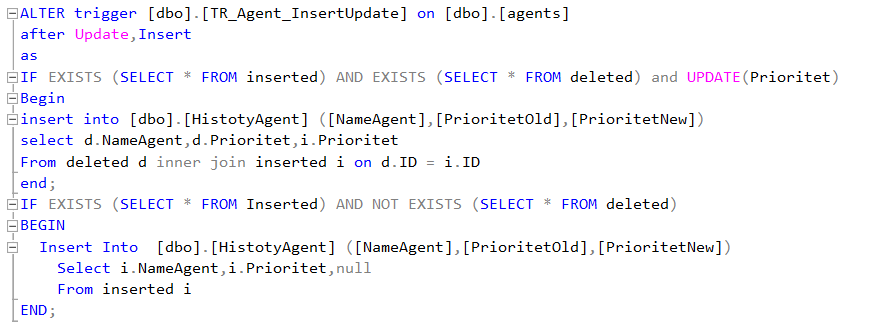 ALTER trigger [dbo].[TR_Agent_InsertUpdate] on [dbo].[agents]
after Update,Insert
as
IF EXISTS (SELECT * FROM inserted) AND EXISTS (SELECT * FROM deleted) and UPDATE(Prioritet)
Begin
insert into [dbo].[HistotyAgent] ([NameAgent],[PrioritetOld],[PrioritetNew])
select d.NameAgent,d.Prioritet,i.Prioritet
From deleted d inner join inserted i on d.ID = i.ID
end;
IF EXISTS (SELECT * FROM Inserted) AND NOT EXISTS (SELECT * FROM deleted)
BEGIN
Insert Into  [dbo].[HistotyAgent] ([NameAgent],[PrioritetOld],[PrioritetNew])
Select i.NameAgent,i.Prioritet,null
From inserted i
END;